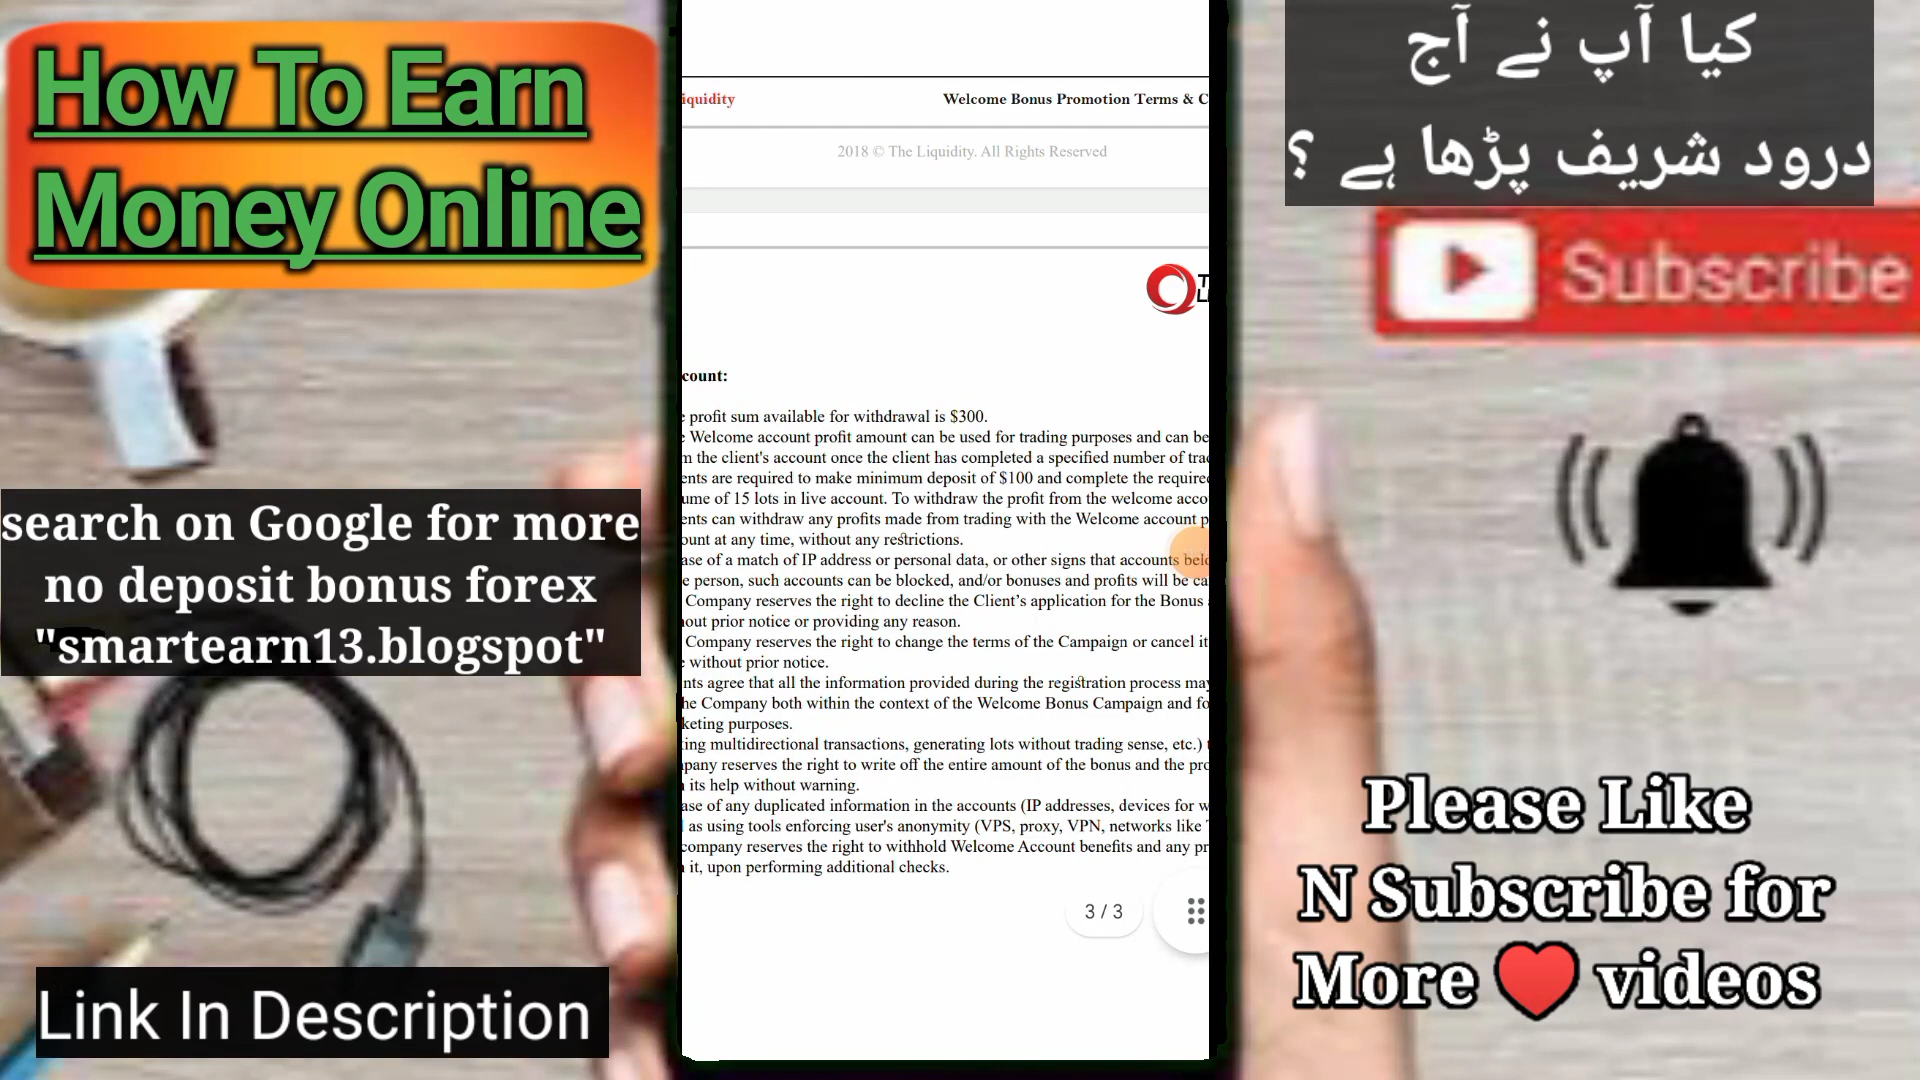 How To Earn
Money Online
search on Google for more
no deposit bonus forex
"smartearn13.blogspot"
Link In Description
iquidity
Welcome Bonus Promotion Terms & C
2018 © The Liquidity. All Rights Reserved
count:
profit sum available for withdrawal is $300.
Welcome account profit amount can be used for trading purposes and can be
m the client's account once the client has completed a specified number of tra
ents are required to make minimum deposit of $100 and complete the require
ume of 15 lots in live account. To withdraw the profit from the welcome acco
ents can withdraw any profits made from trading with the Welcome account p
ount at any time, without any restrictions.
ase of a match of IP address or personal data, or other signs that accounts belo
e person, such accounts can be blocked, and/or bonuses and profits will be ca
Company reserves the right to decline the Client's application for the Bonus
out prior notice or providing any reason.
Company reserves the right to change the terms of the Campaign or cancel it
without prior notice.
nts agree that all the information provided during the registration process may
he Company both within the context of the Welcome Bonus Campaign and fo
keting purposes.
ing multidirectional transactions, generating lots without trading sense, etc.) t
pany reserves the right to write off the entire amount of the bonus and the pro
its help without warning.
ase of any duplicated information in the accounts (IP addresses, devices for w
as using tools enforcing user's anonymity (VPS, proxy, VPN, networks like
company reserves the right to withhold Welcome Account benefits and any pr
it, upon performing additional checks.
3 / 3
کیا آپ نے آج
درود شریف پڑھا ہے ؟
Subscribe
Please Like
N Subscribe for
More ❤️ videos